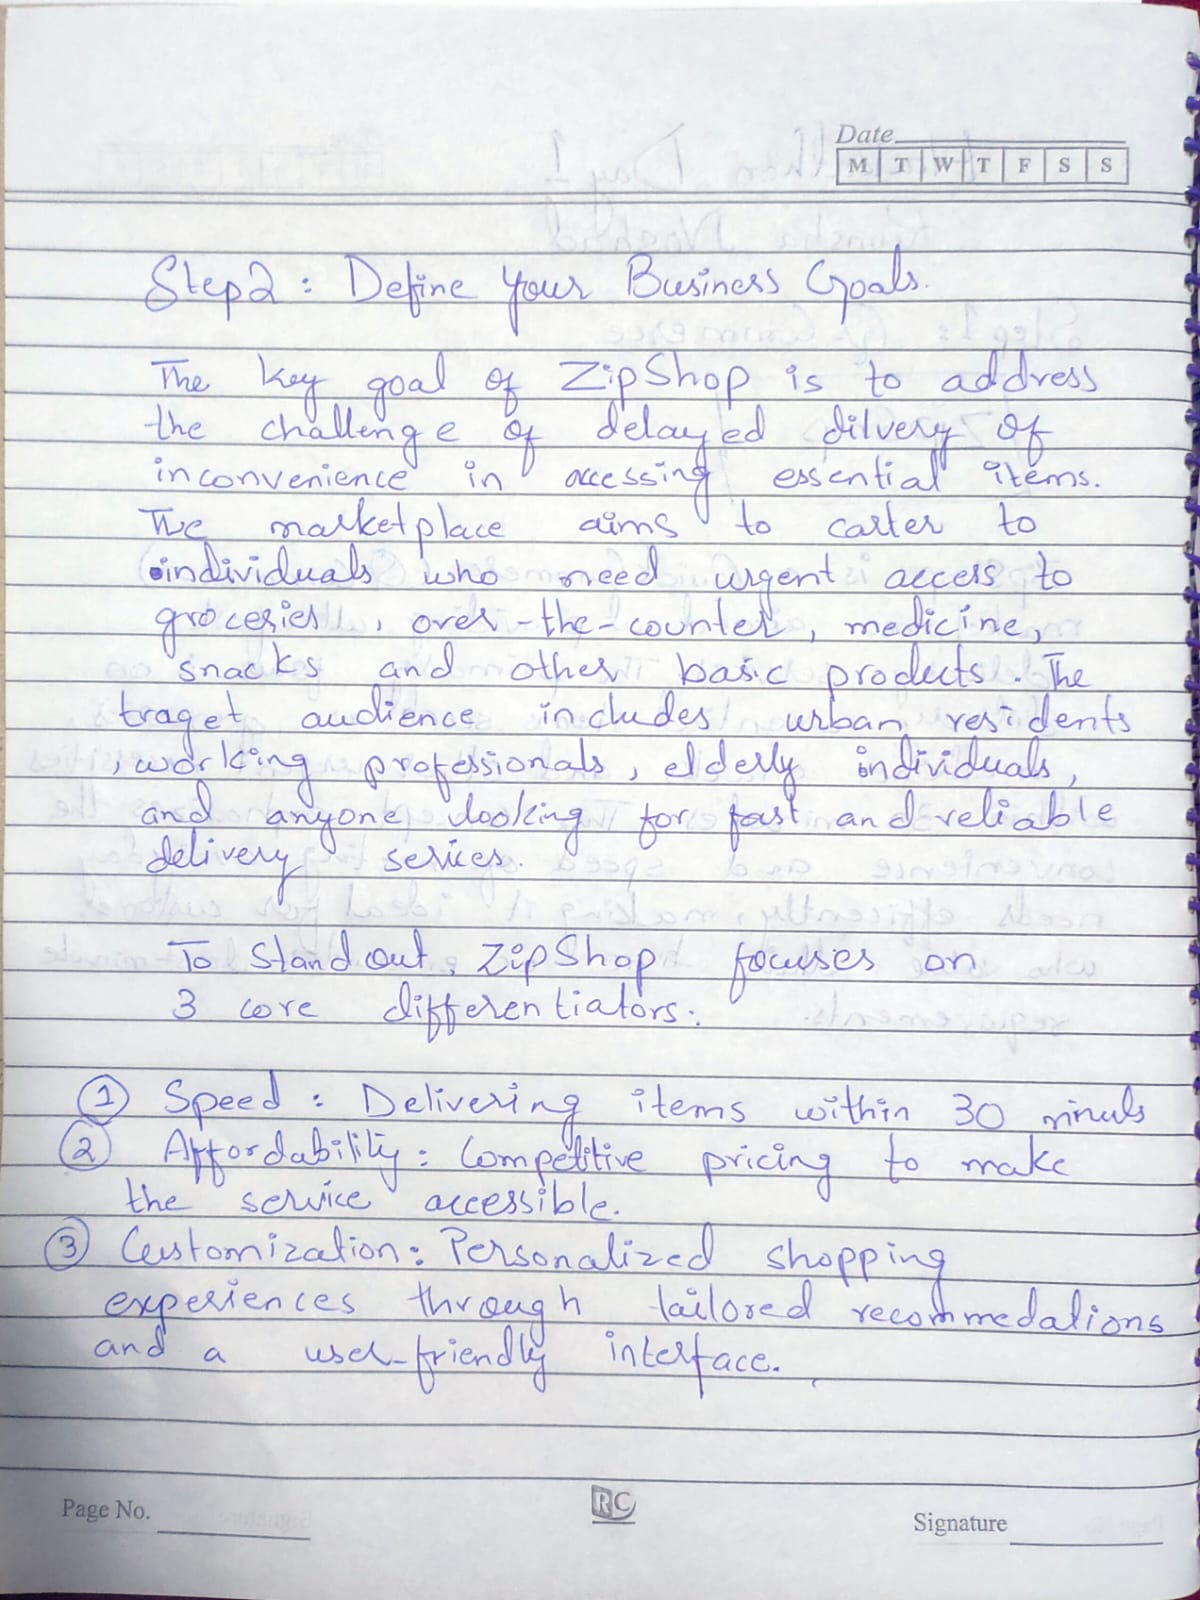 Date
M T W T F S S
Step2: Define Your Business Goals.
The key goal of ZipShop is to address
the challenge of delayed dilvery of
inconvenience in accessing essential items.
The marketplace aims to carter to
individuals who need urgent access to
groceries, over-the-counter, medicine,
snacks and other basic products. The
traget audience includes urban residents
, working professionals, elderly individuals,
and anyone looking for fast and reliable
delivery serices.
To Stand out, ZipShop focuses on
3 core differentiators:
① Speed: Delivering items within 30 minuts
② Affordability: Competitive pricing to make
the service accessible.
③ Customization: Personalized shopping
experiences through tailored recommedations
and a user-friendly interface.
Page No.
RC
Signature